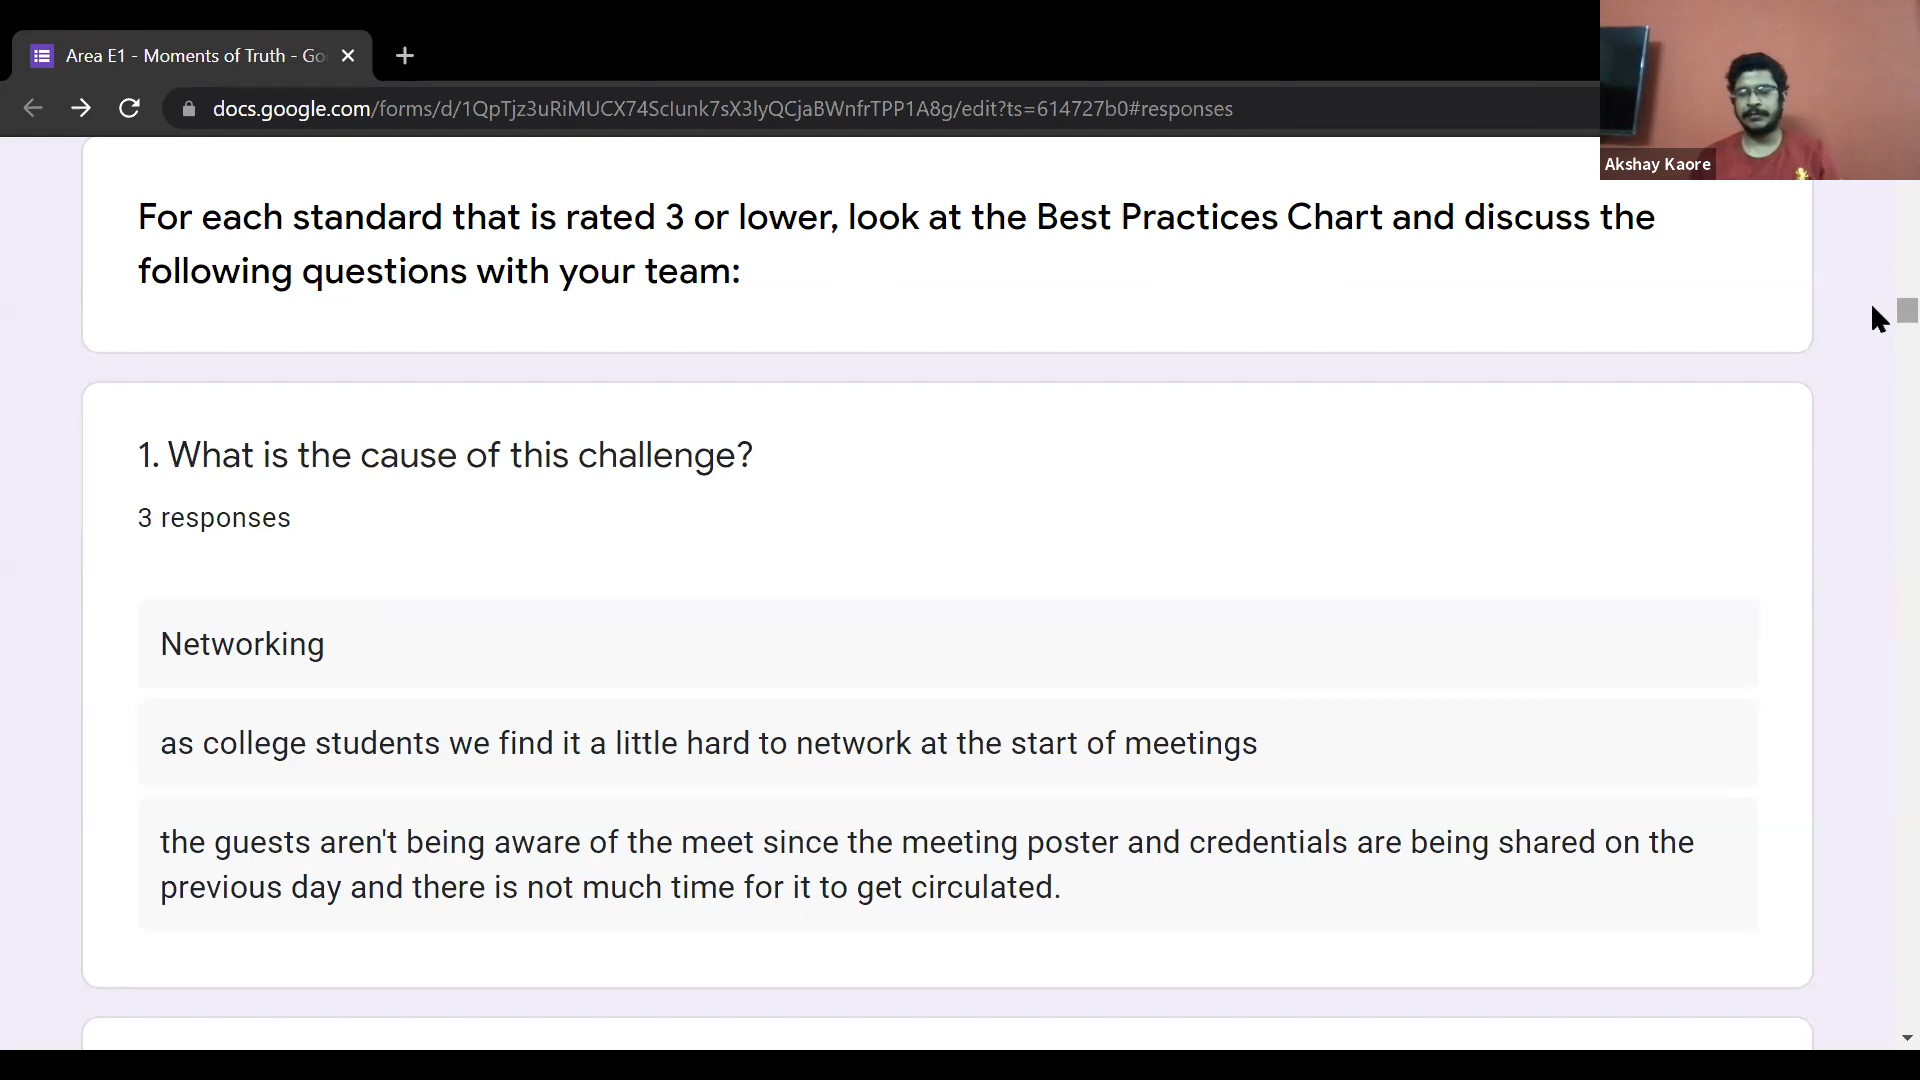 Area E1 - Moments of Truth - Go
docs.google.com/forms/d/1QpTjz3uRiMUCX74ScIunk7sX3lyQCjaBWnfrTPP1A8g/edit?ts=614727b0#responses
Akshay Kaore
For each standard that is rated 3 or lower, look at the Best Practices Chart and discuss the
following questions with your team:
1. What is the cause of this challenge?
3 responses
Networking
as college students we find it a little hard to network at the start of meetings
the guests aren't being aware of the meet since the meeting poster and credentials are being shared on the
previous day and there is not much time for it to get circulated.